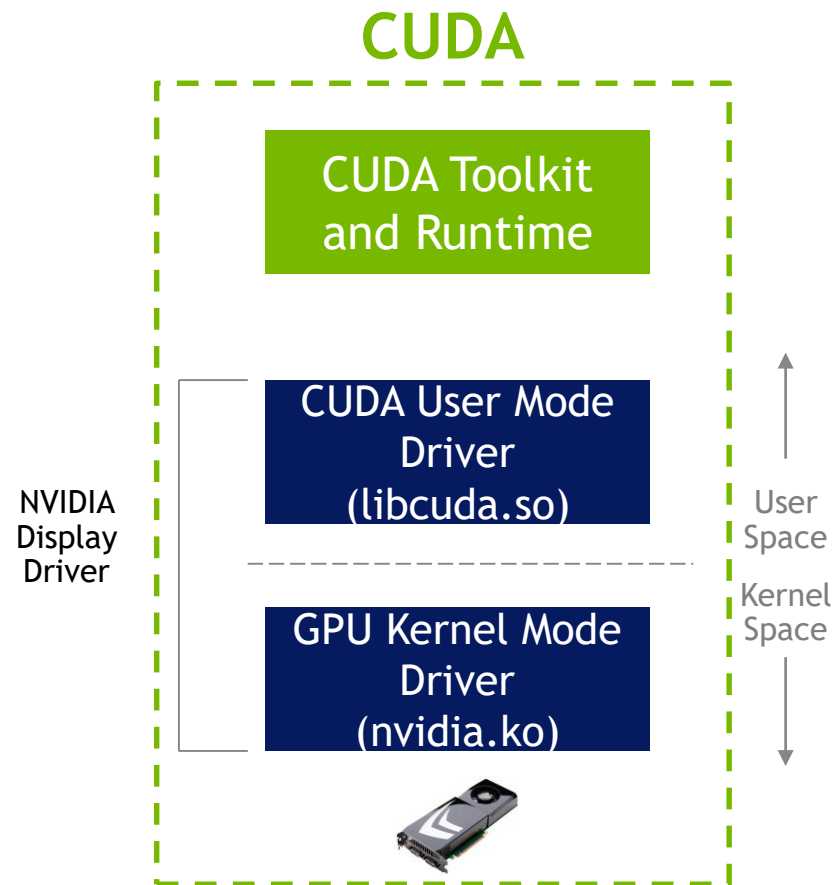 CUDA
CUDA Toolkit
and Runtime
CUDA User Mode
Driver
(libcuda.so)
NVIDIA
Display
Driver
User
Space
Kernel
Space
GPU Kernel Mode
Driver
(nvidia.ko)